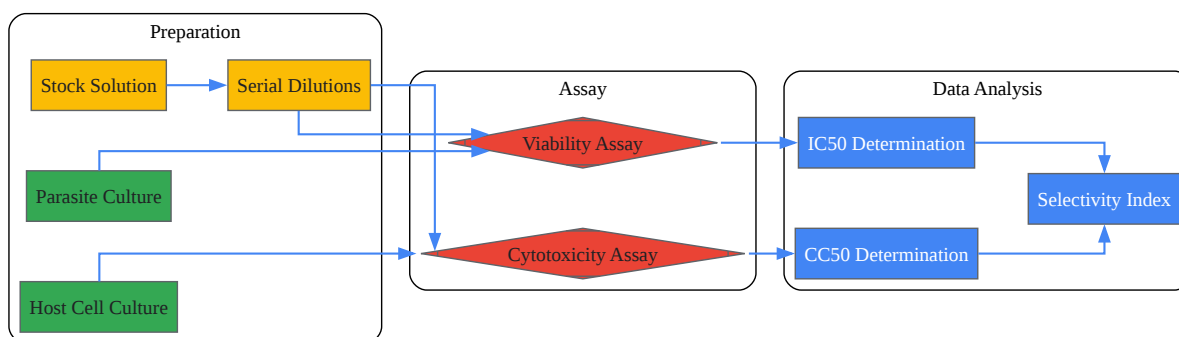 Preparation
Stock Solution
Serial Dilutions
Parasite Culture
Host Cell Culture
Assay
Viability Assay
Cytotoxicity Assay
Data Analysis
IC50 Determination
Selectivity Index
CC50 Determination